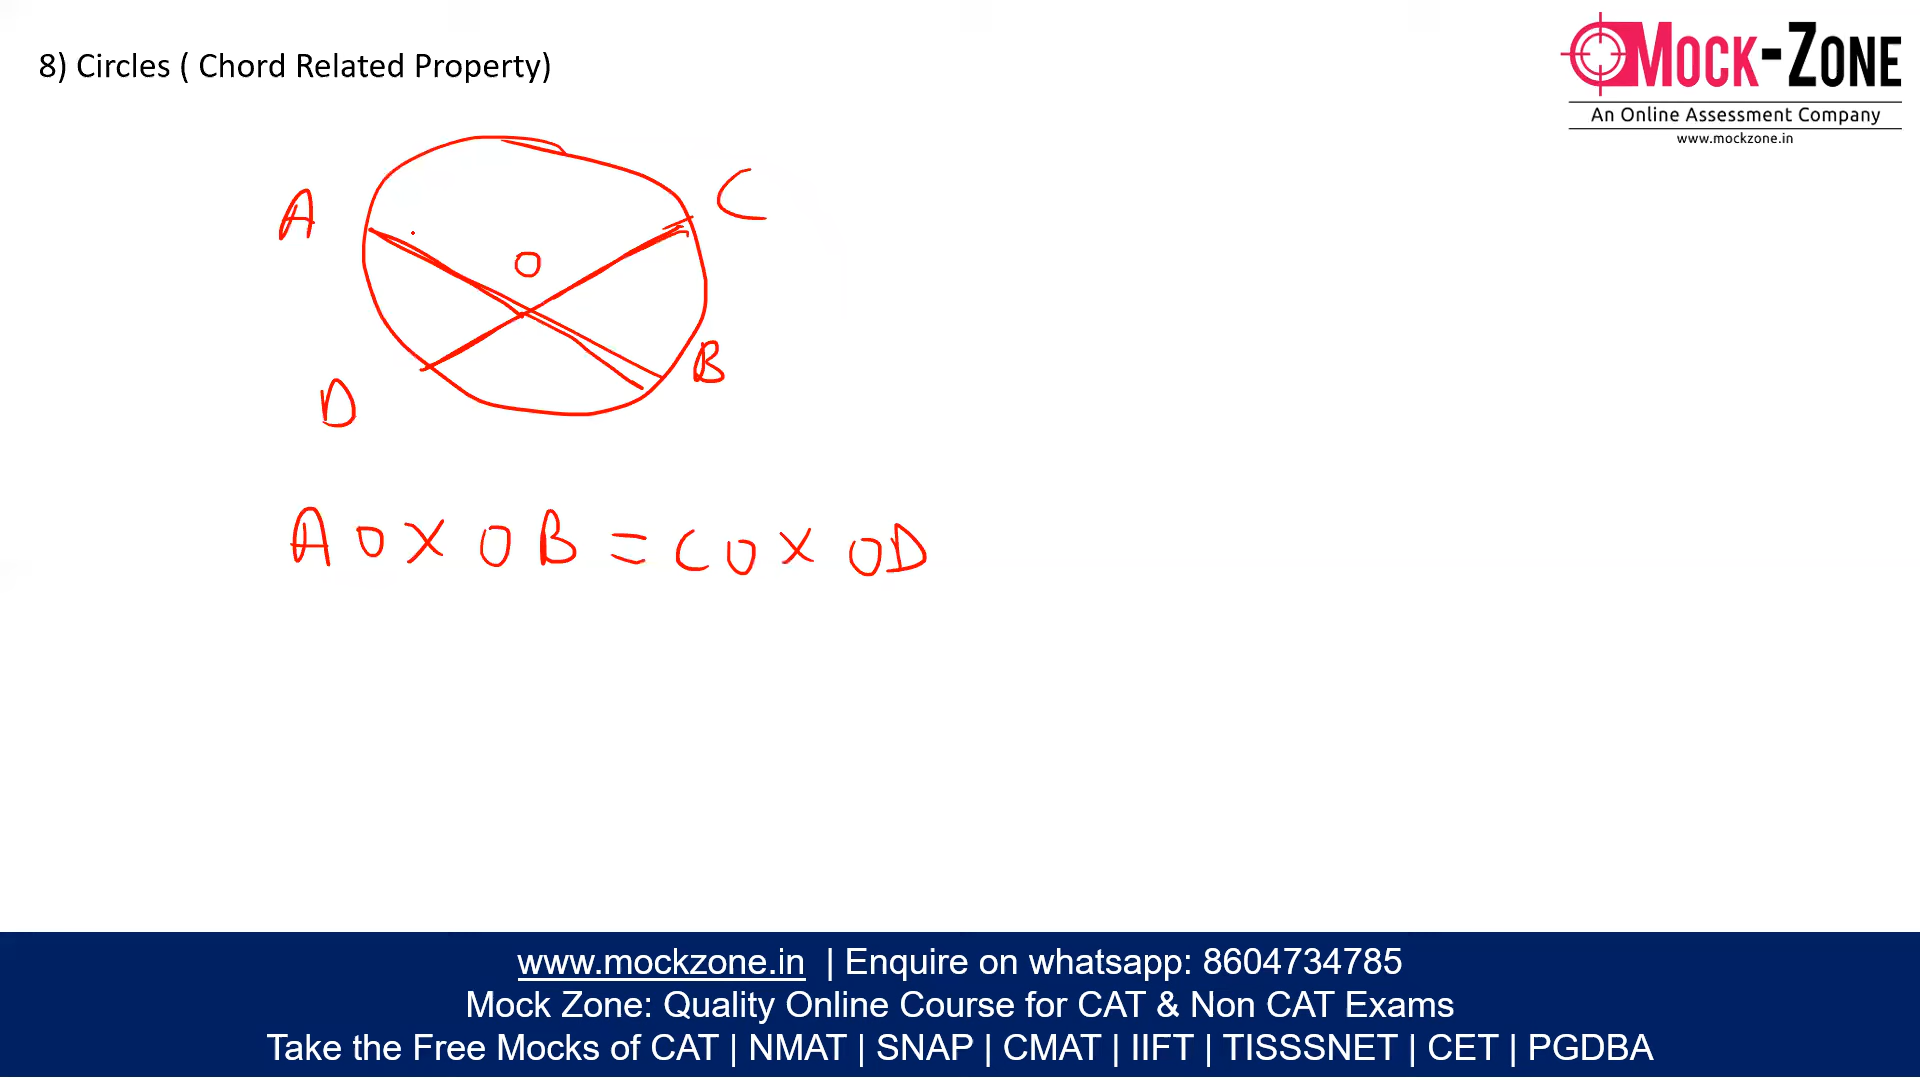 8) Circles ( Chord Related Property)
MOCK-ZONE
An Online Assessment Company
www.mockzone.in
A
C
O
B
D
AO X OB = CO X OD
www.mockzone.in | Enquire on whatsapp: 8604734785
Mock Zone: Quality Online Course for CAT & Non CAT Exams
Take the Free Mocks of CAT | NMAT | SNAP | CMAT | IIFT | TISSSNET | CET | PGDBA